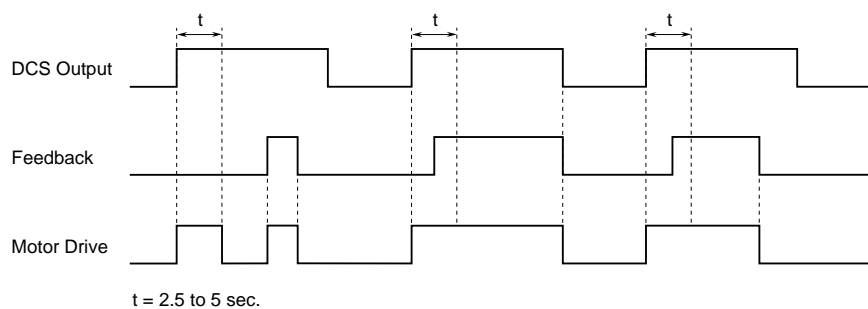 t t t
DCS Output
Feedback
Motor Drive
t = 2.5 to 5 sec.